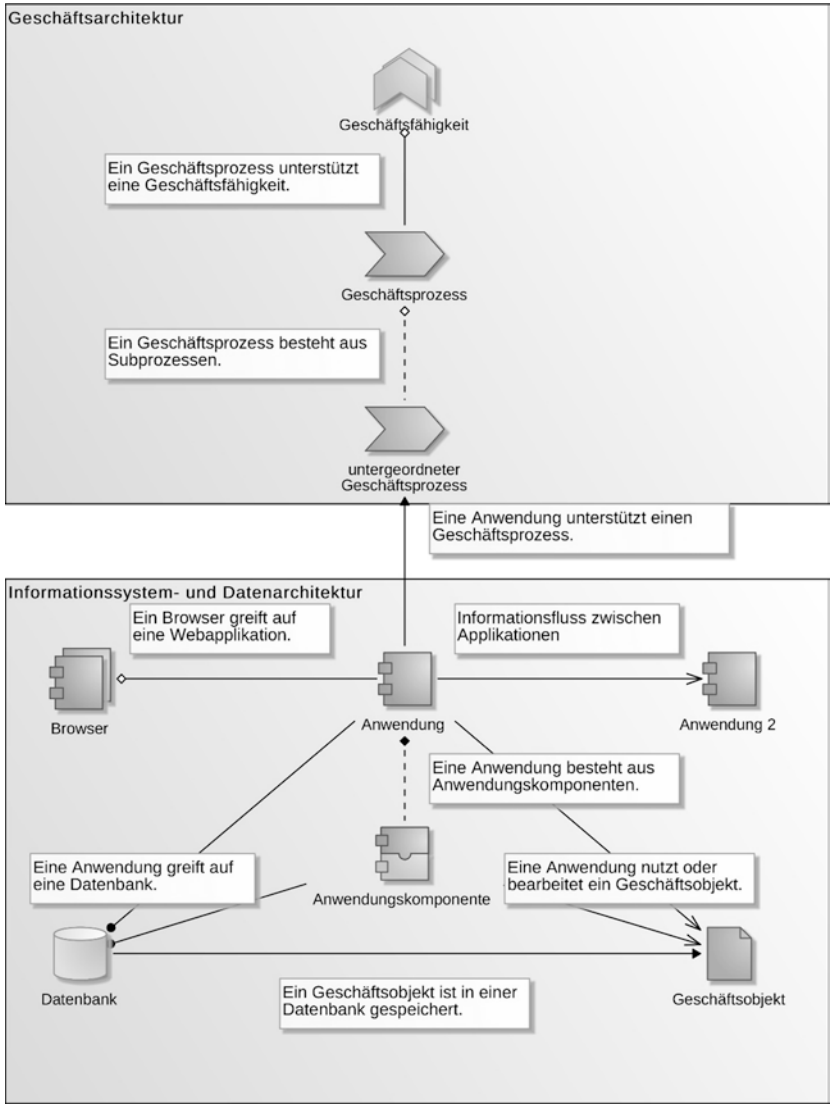 Geschäftsarchitektur
Geschäftsfähigkeit
Ein Geschäftsprozess unterstützt
eine Geschäftsfähigkeit.
Geschäftsprozess
Ein Geschäftsprozess besteht aus
Subprozessen.
untergeordneter
Geschäftsprozess
Eine Anwendung unterstützt einen
Geschäftsprozess.
Informationssystem- und Datenarchitektur
Ein Browser greift auf
eine Webapplikation.
Informationsfluss zwischen
Applikationen
Browser
Anwendung
Anwendung 2
Eine Anwendung besteht aus
Anwendungskomponenten.
Eine Anwendung greift auf
eine Datenbank.
Anwendungskomponente
Eine Anwendung nutzt oder
bearbeitet ein Geschäftsobjekt.
Datenbank
Ein Geschäftsobjekt ist in einer
Datenbank gespeichert.
Geschäftsobjekt